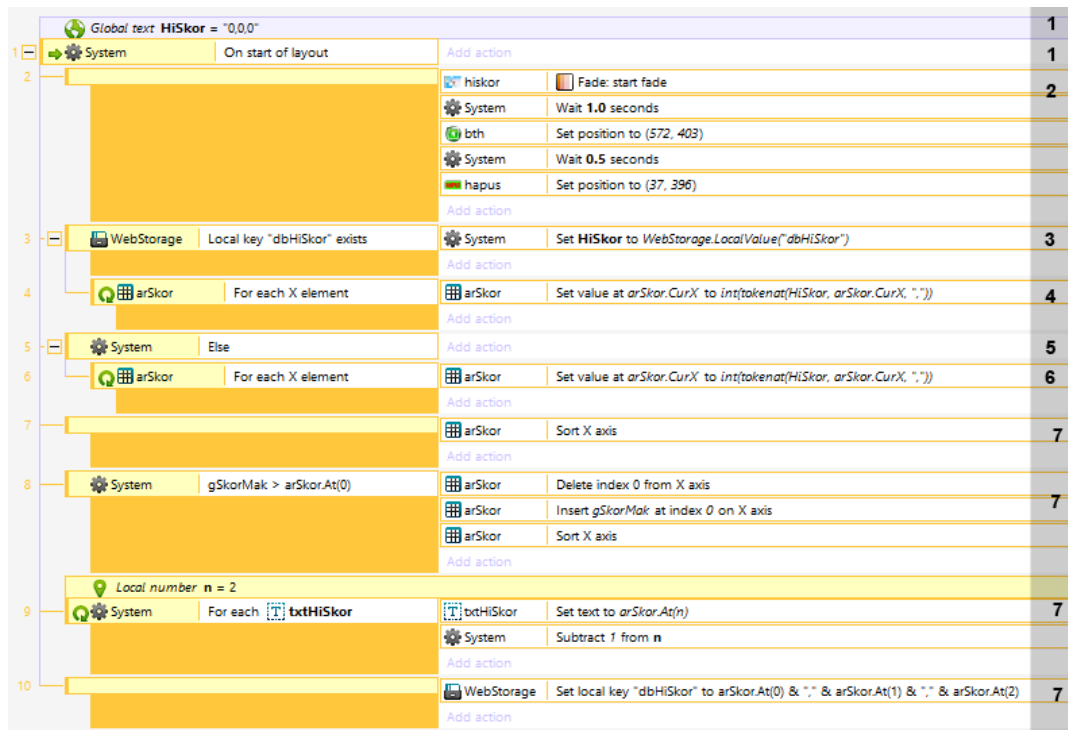 Global text HiSkor = "0,0,0" 1
1 System On start of layout Add action 1
2 hiskor Fade: start fade 2
System Wait 1.0 seconds
bth Set position to (572, 403)
System Wait 0.5 seconds
hapus Set position to (37, 396)
Add action
3 WebStorage Local key "dbHiSkor" exists System Set HiSkor to WebStorage.LocalValue("dbHiSkor") 3
Add action
4 arSkor For each X element arSkor Set value at arSkor.CurX to int(tokenat(HiSkor, arSkor.CurX, ",")) 4
Add action
5 System Else Add action 5
6 arSkor For each X element arSkor Set value at arSkor.CurX to int(tokenat(HiSkor, arSkor.CurX, ",")) 6
Add action
7 arSkor Sort X axis 7
Add action
8 System gSkorMak > arSkor.At(0) arSkor Delete index 0 from X axis
arSkor Insert gSkorMak at index 0 on X axis 7
arSkor Sort X axis
Add action
Local number n = 2
9 System For each T txtHiSkor T txtHiSkor Set text to arSkor.At(n) 7
System Subtract 1 from n
Add action
10 WebStorage Set local key "dbHiSkor" to arSkor.At(0) & "," & arSkor.At(1) & "," & arSkor.At(2) 7
Add action